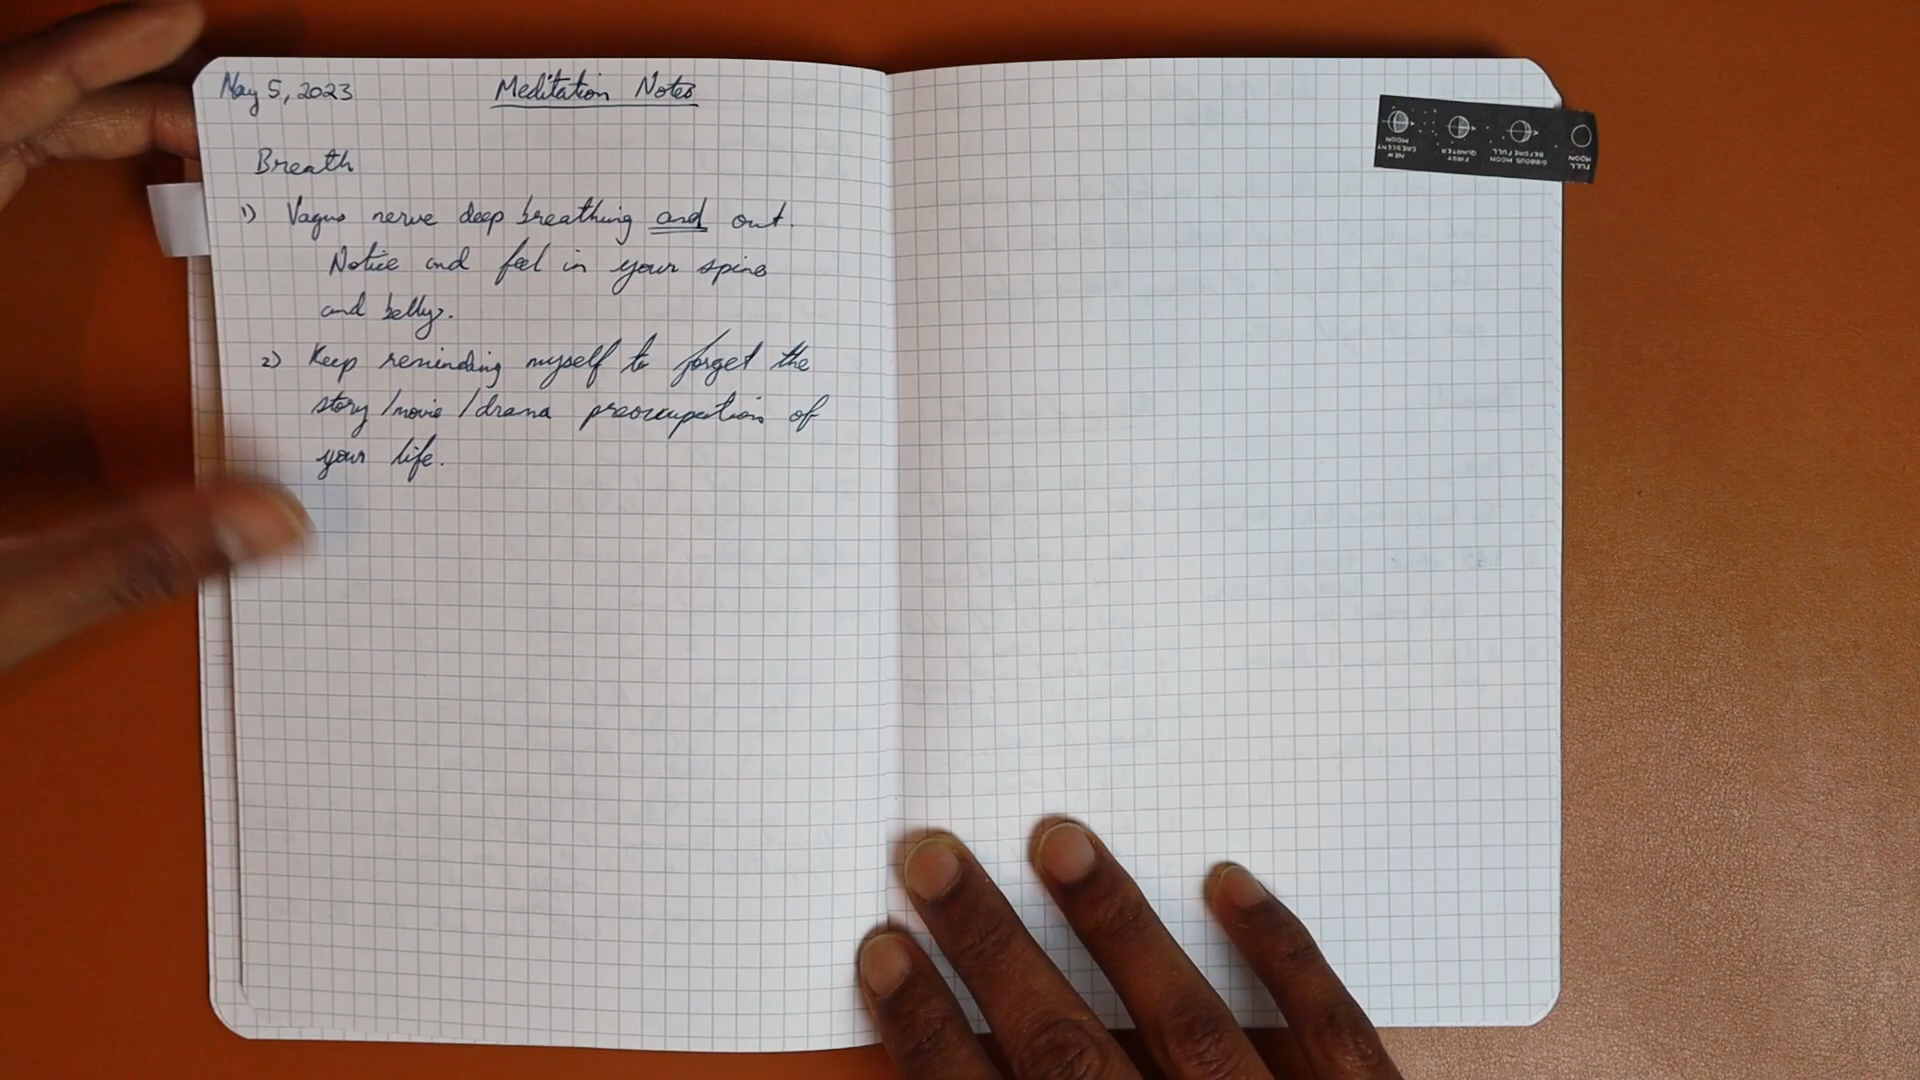 May 5, 2023
Meditation Notes
Breath
1) Vagus nerve deep breathing and out.
Notice and feel in your spine
and belly.
2) Keep reminding myself to forget the
story/movie/drama preoccupation of
your life.
NEW CRESCENT MOON
FIRST QUARTER
GIBBOUS MOON BEFORE FULL
FULL MOON